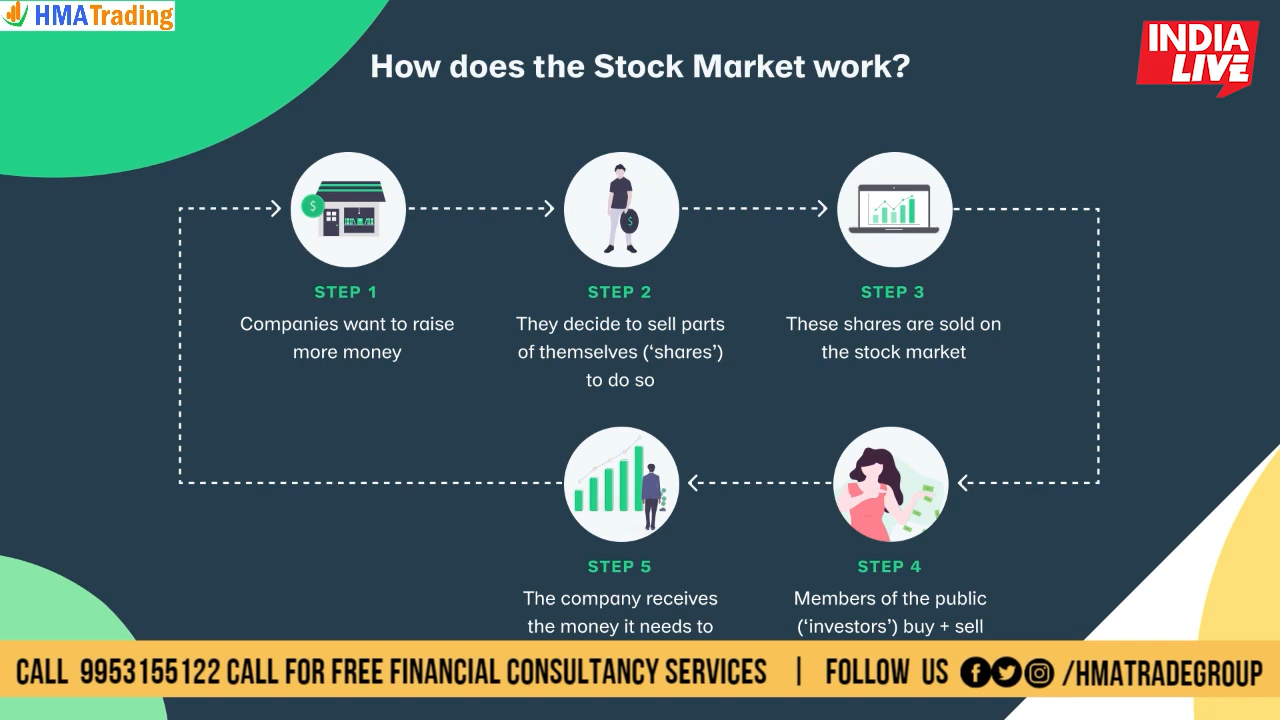 HMATrading
INDIA
LIVE
How does the Stock Market work?
$
$
STEP 1
Companies want to raise
more money
STEP 2
They decide to sell parts
of themselves (‘shares’)
to do so
STEP 3
These shares are sold on
the stock market
STEP 5
The company receives
the money it needs to
STEP 4
Members of the public
(‘investors’) buy + sell
CALL 9953155122 CALL FOR FREE FINANCIAL CONSULTANCY SERVICES | FOLLOW US /HMATRADEGROUP